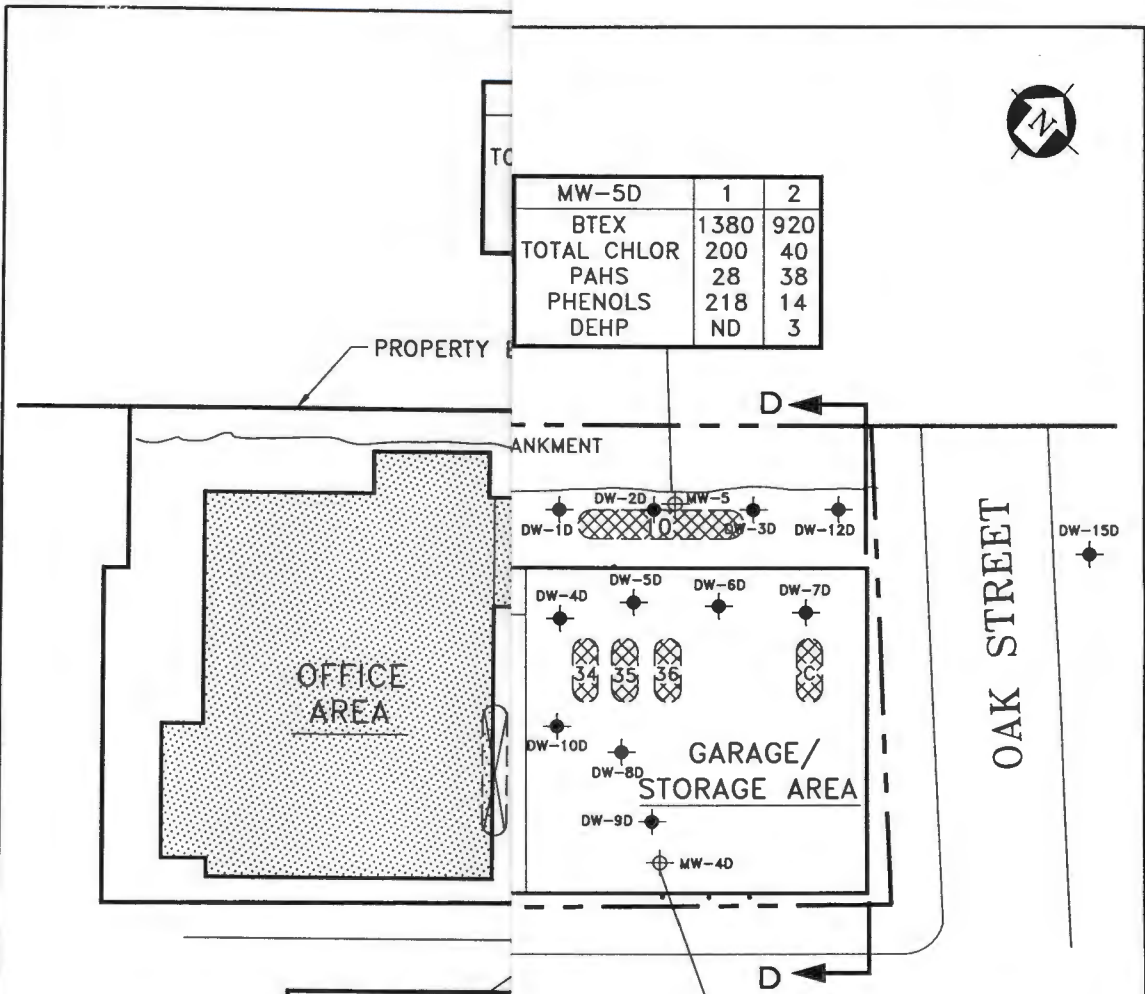 N
TO
MW-5D 1 2
BTEX 1380 920
TOTAL CHLOR 200 40
PAHS 28 38
PHENOLS 218 14
DEHP ND 3
PROPERTY
D
ANKMENT
DW-2D MW-5
DW-1D 10 DW-3D DW-12D
DW-15D
OAK STREET
DW-4D DW-5D DW-6D DW-7D
34 35 36 C
OFFICE
AREA
DW-10D
DW-8D
GARAGE/
STORAGE AREA
DW-9D
MW-4D
D